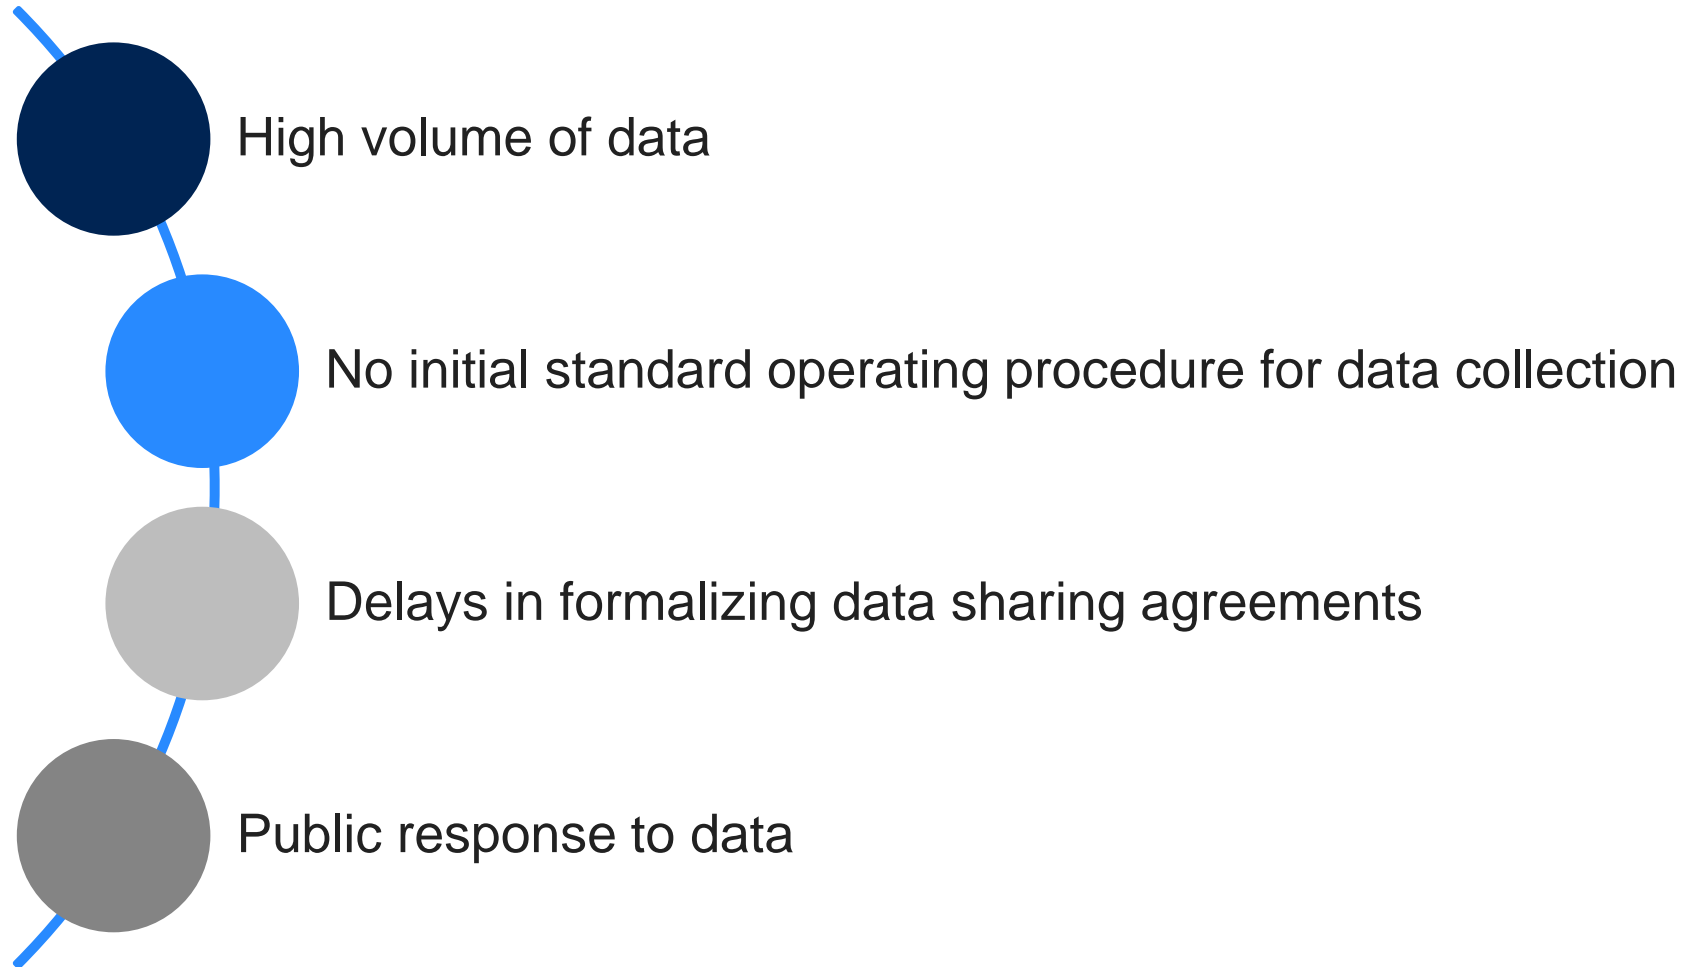 High volume of data
No initial standard operating procedure for data collection
Delays in formalizing data sharing agreements
Public response to data